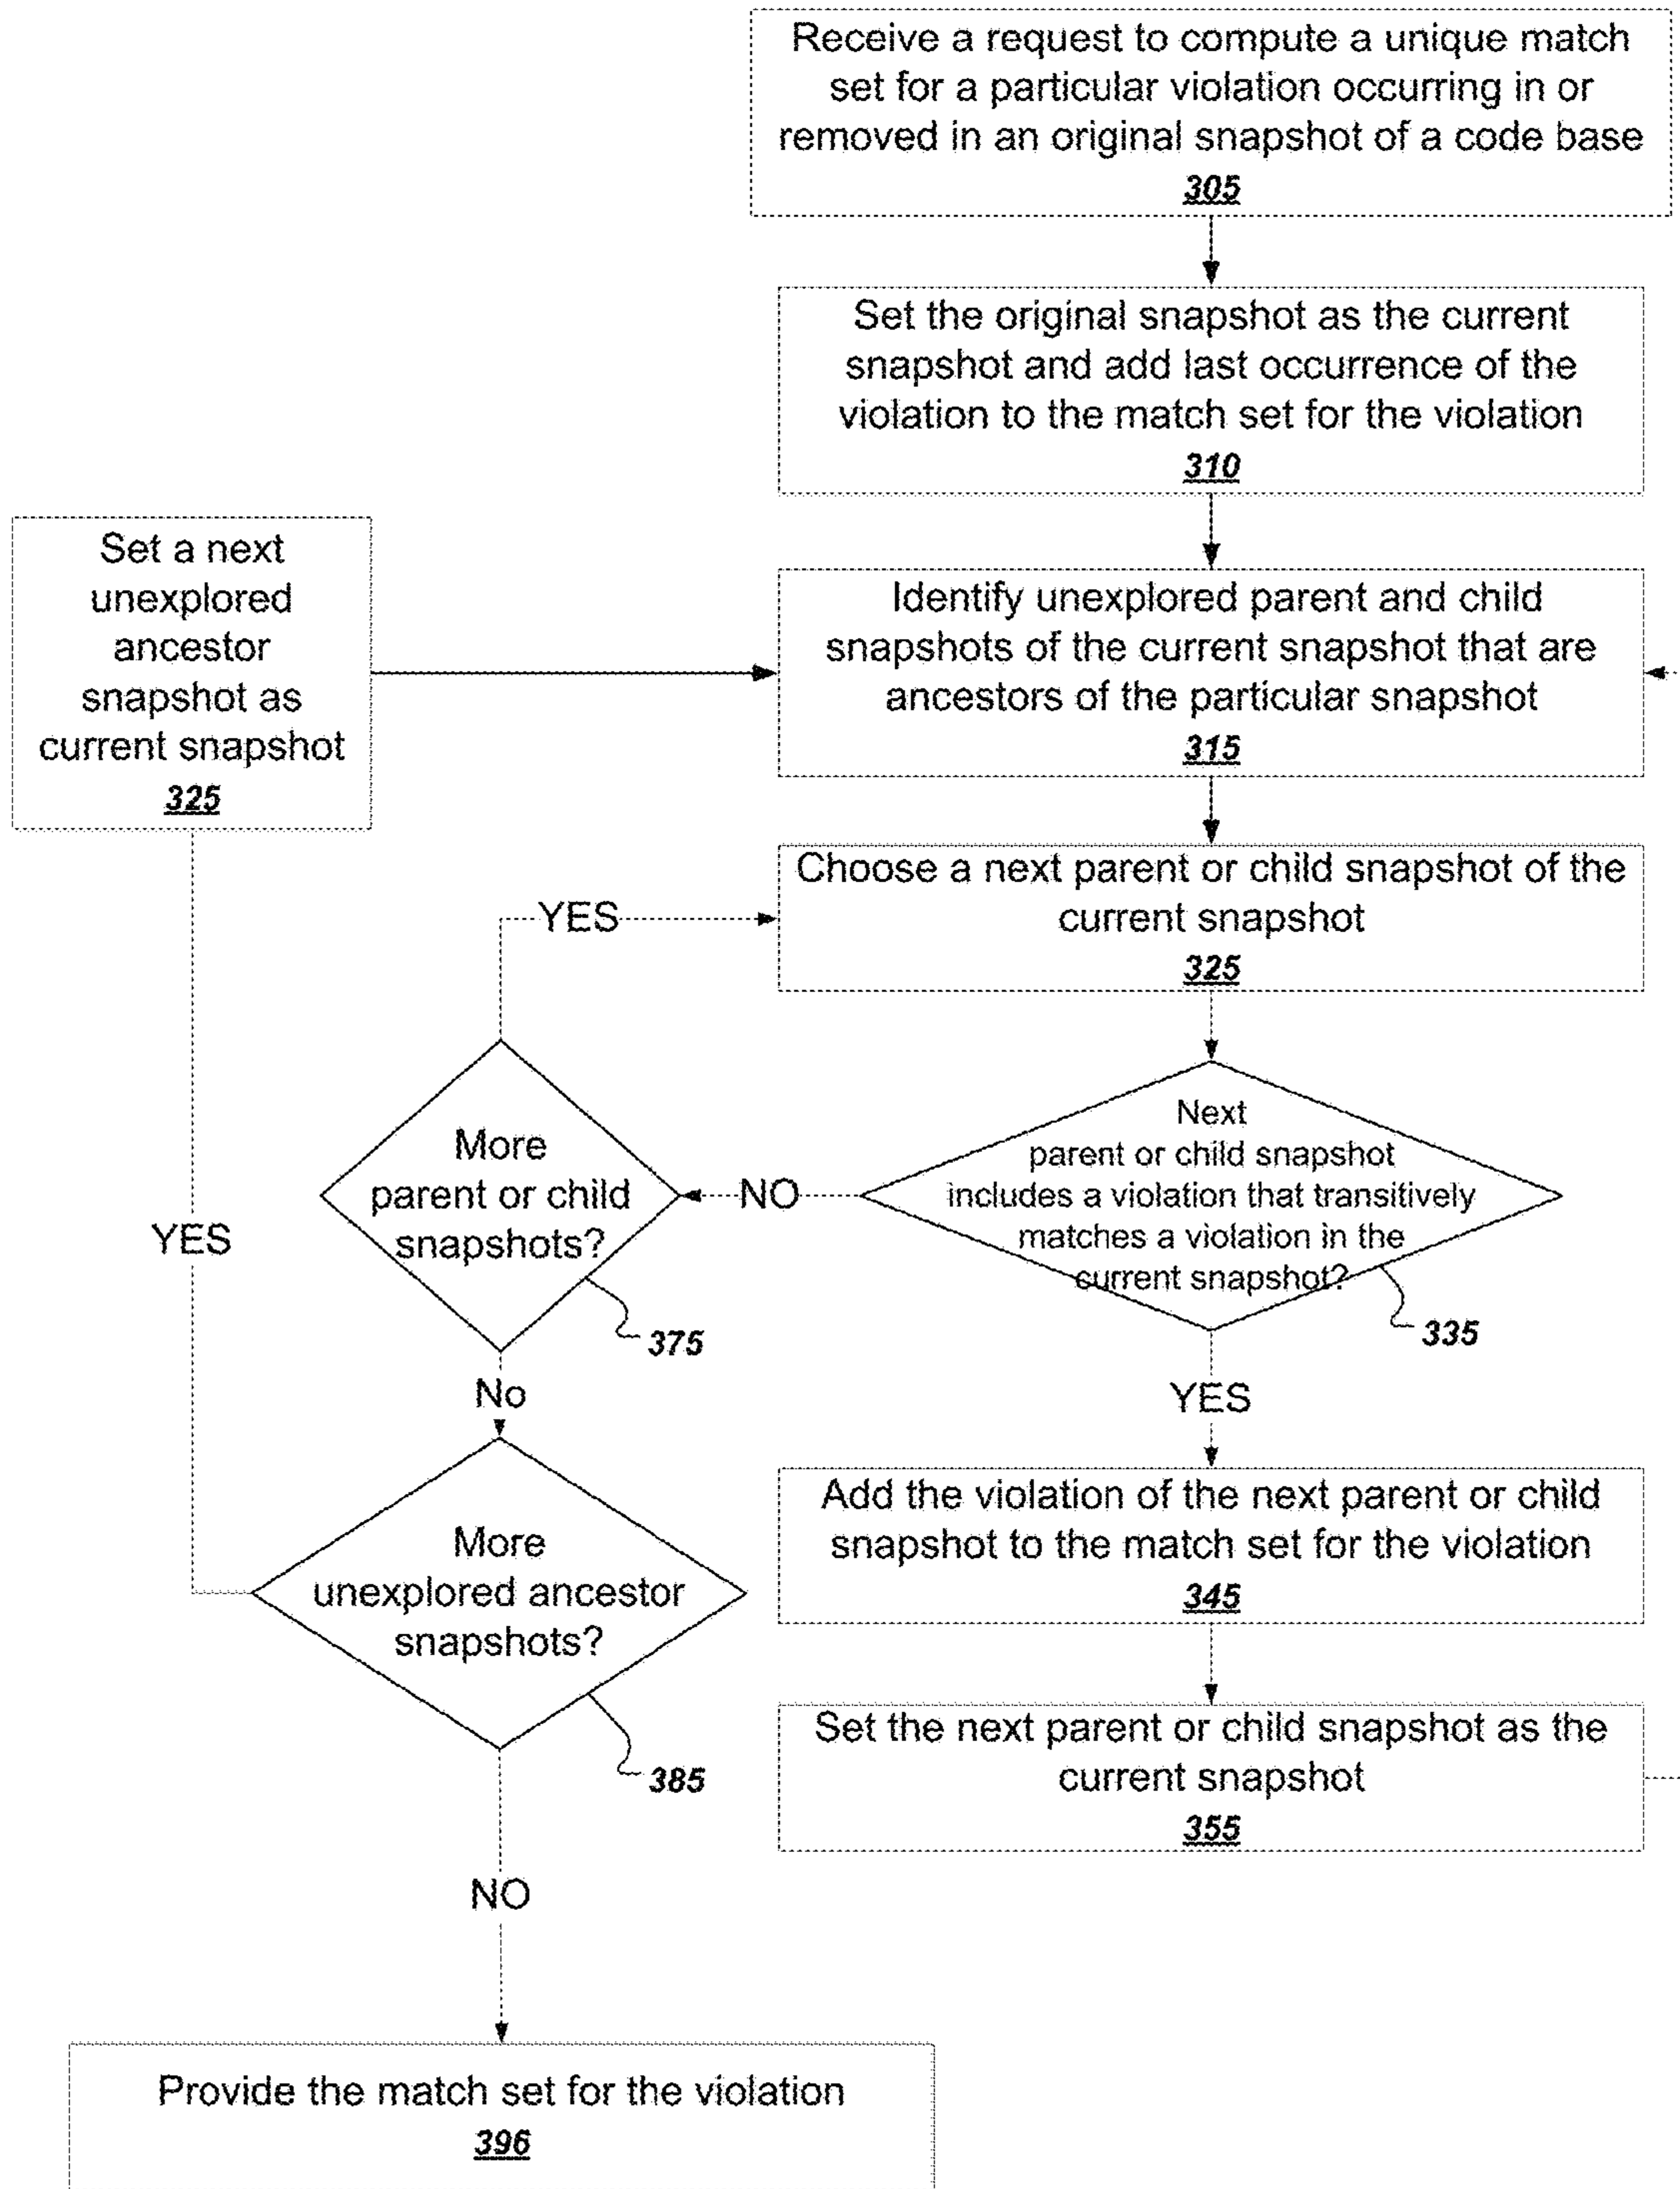 Receive a request to compute a unique match
set for a particular violation occurring in or
removed in an original snapshot of a code base
305
Set the original snapshot as the current
snapshot and add last occurrence of the
violation to the match set for the violation
310
Set a next
unexplored
ancestor
snapshot as
current snapshot
325
Identify unexplored parent and child
snapshots of the current snapshot that are
ancestors of the particular snapshot
315
Choose a next parent or child snapshot of the
current snapshot
325
YES
Next
parent or child snapshot
includes a violation that transitively
matches a violation in the
current snapshot?
335
NO
More
parent or child
snapshots?
375
YES
No
YES
Add the violation of the next parent or child
snapshot to the match set for the violation
345
More
unexplored ancestor
snapshots?
385
Set the next parent or child snapshot as the
current snapshot
355
NO
Provide the match set for the violation
396